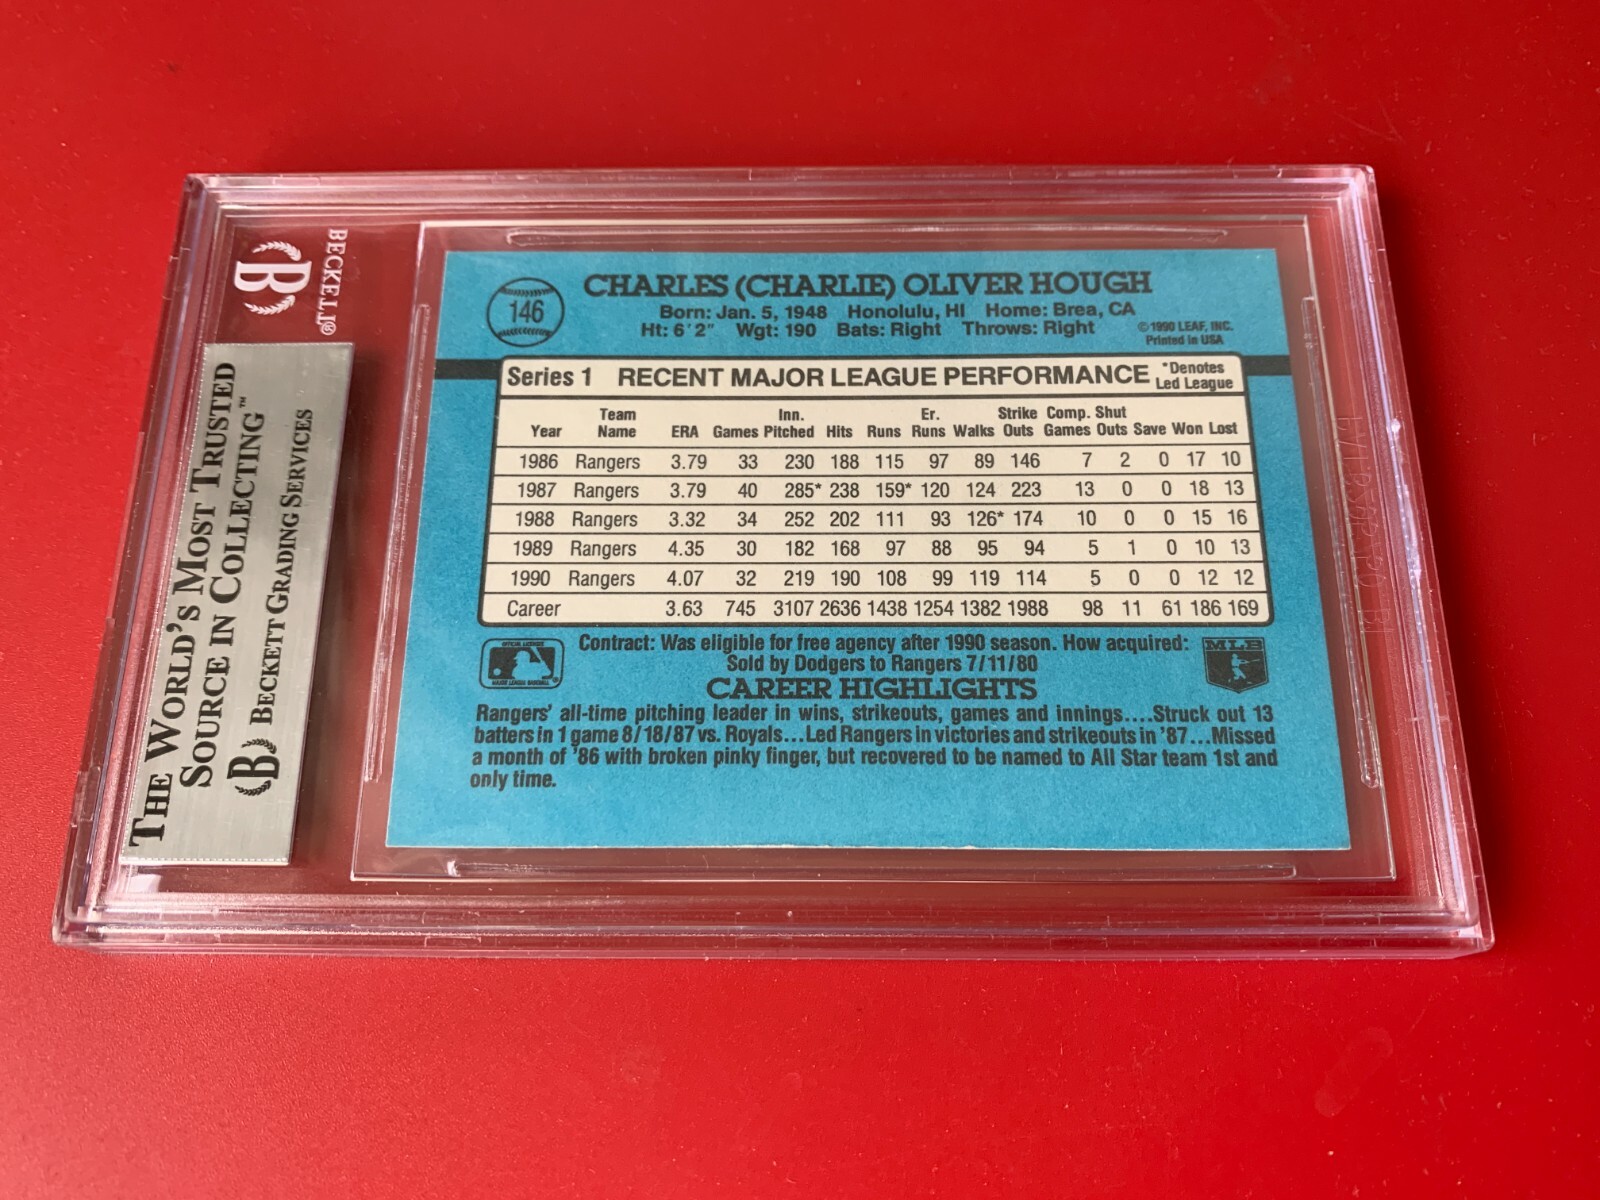 BECKETT®
B
THE WORLD'S MOST TRUSTED
SOURCE IN COLLECTING™
B BECKETT GRADING SERVICES
146
CHARLES (CHARLIE) OLIVER HOUGH
Born: Jan. 5, 1948 Honolulu, HI Home: Brea, CA
Ht: 6' 2" Wgt: 190 Bats: Right Throws: Right
© 1990 LEAF, INC.
Printed in USA
Series 1 RECENT MAJOR LEAGUE PERFORMANCE
*Denotes
Led League
Team Inn. Er. Strike Comp. Shut
Year Name ERA Games Pitched Hits Runs Runs Walks Outs Games Outs Save Won Lost
1986 Rangers 3.79 33 230 188 115 97 89 146 7 2 0 17 10
1987 Rangers 3.79 40 285* 238 159* 120 124 223 13 0 0 18 13
1988 Rangers 3.32 34 252 202 111 93 126* 174 10 0 0 15 16
1989 Rangers 4.35 30 182 168 97 88 95 94 5 1 0 10 13
1990 Rangers 4.07 32 219 190 108 99 119 114 5 0 0 12 12
Career 3.63 745 3107 2636 1438 1254 1382 1988 98 11 61 186 169
Contract: Was eligible for free agency after 1990 season. How acquired:
Sold by Dodgers to Rangers 7/11/80
MLB
MAJOR LEAGUE BASEBALL
CAREER HIGHLIGHTS
Rangers' all-time pitching leader in wins, strikeouts, games and innings....Struck out 13
batters in 1 game 8/18/87 vs. Royals...Led Rangers in victories and strikeouts in '87...Missed
a month of '86 with broken pinky finger, but recovered to be named to All Star team 1st and
only time.